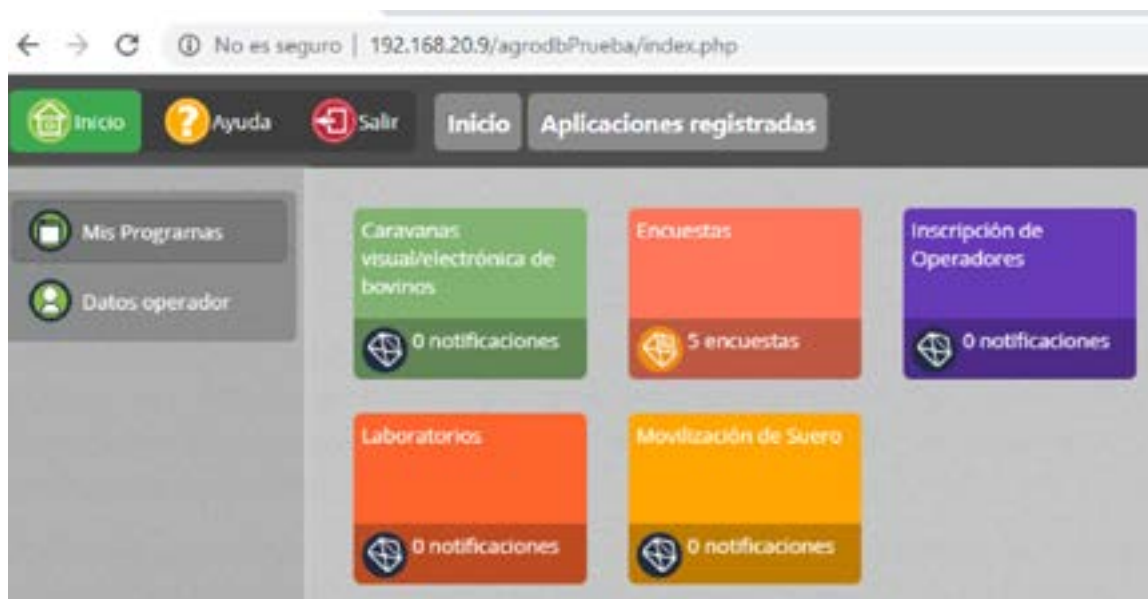 No es seguro | 192.168.20.9/agrodbPrueba/index.php
Inicio
Ayuda
Salir
Inicio
Aplicaciones registradas
Mis Programas
Datos operador
Caravanas
visual/electrónica de
bovinos
0 notificaciones
Encuestas
5 encuestas
Inscripción de
Operadores
0 notificaciones
Laboratorios
0 notificaciones
Movilización de Suero
0 notificaciones